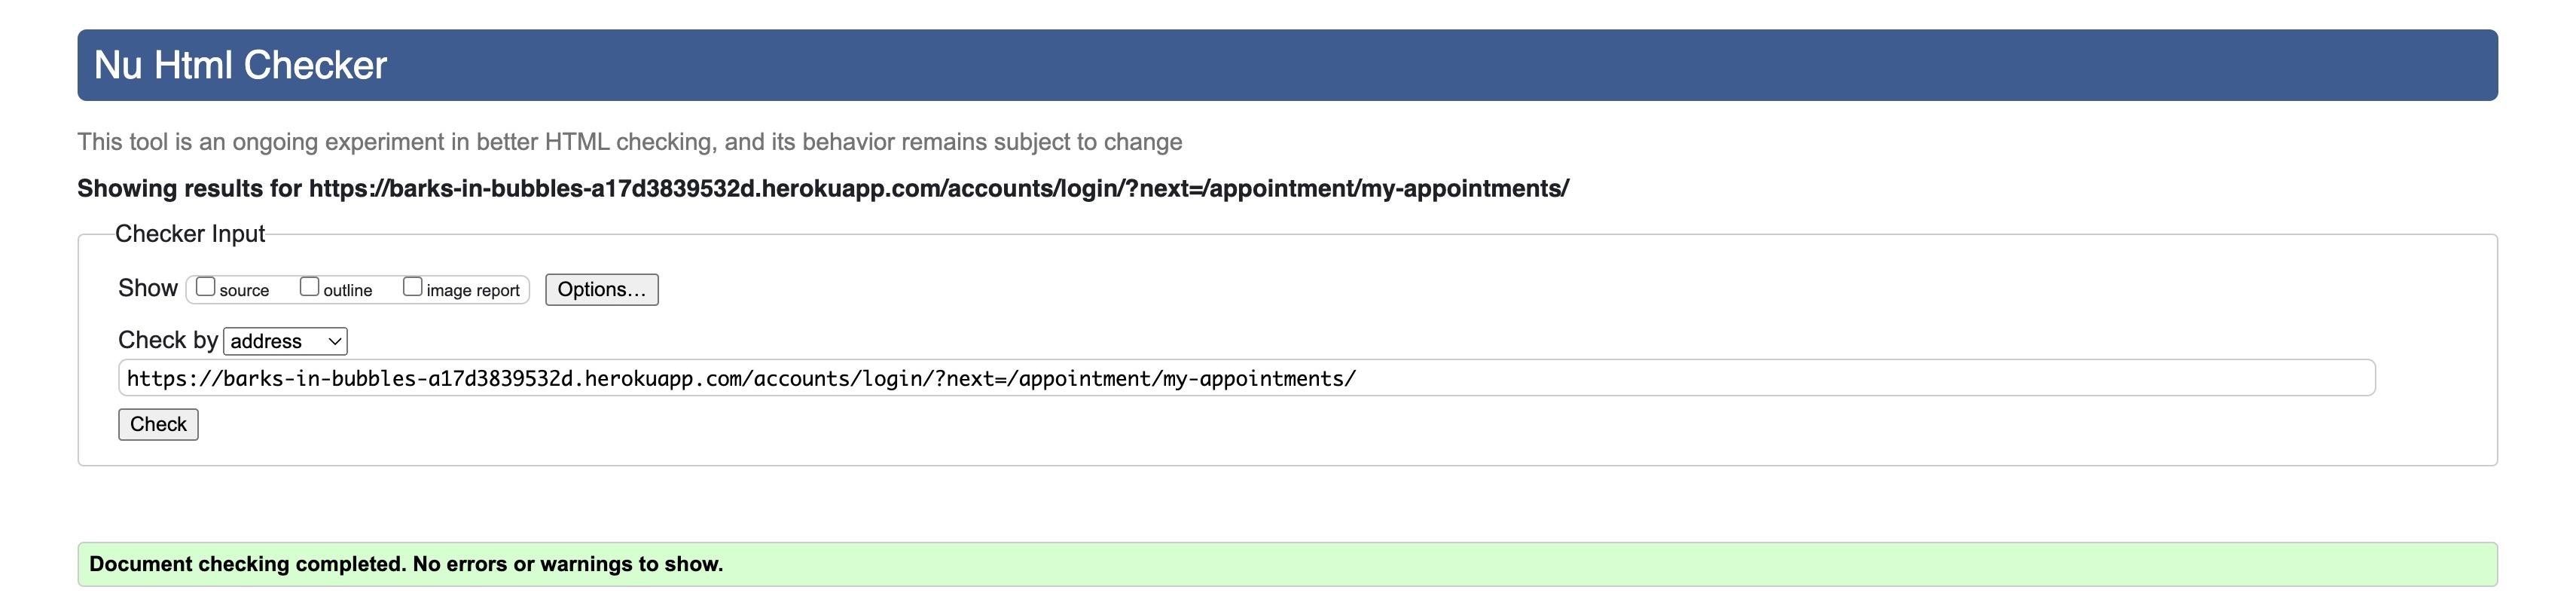 Nu Html Checker
This tool is an ongoing experiment in better HTML checking, and its behavior remains subject to change
Showing results for https://barks-in-bubbles-a17d3839532d.herokuapp.com/accounts/login/?next=/appointment/my-appointments/
Checker Input
Show source outline image report Options...
Check by address
https://barks-in-bubbles-a17d3839532d.herokuapp.com/accounts/login/?next=/appointment/my-appointments/
Check
Document checking completed. No errors or warnings to show.